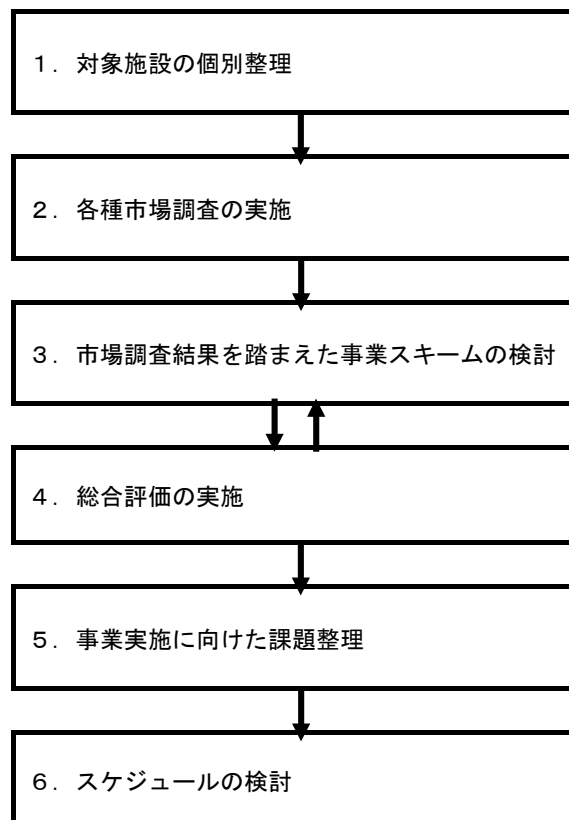 １．対象施設の個別整理
２．各種市場調査の実施
３．市場調査結果を踏まえた事業スキームの検討
４．総合評価の実施
５．事業実施に向けた課題整理
６．スケジュールの検討